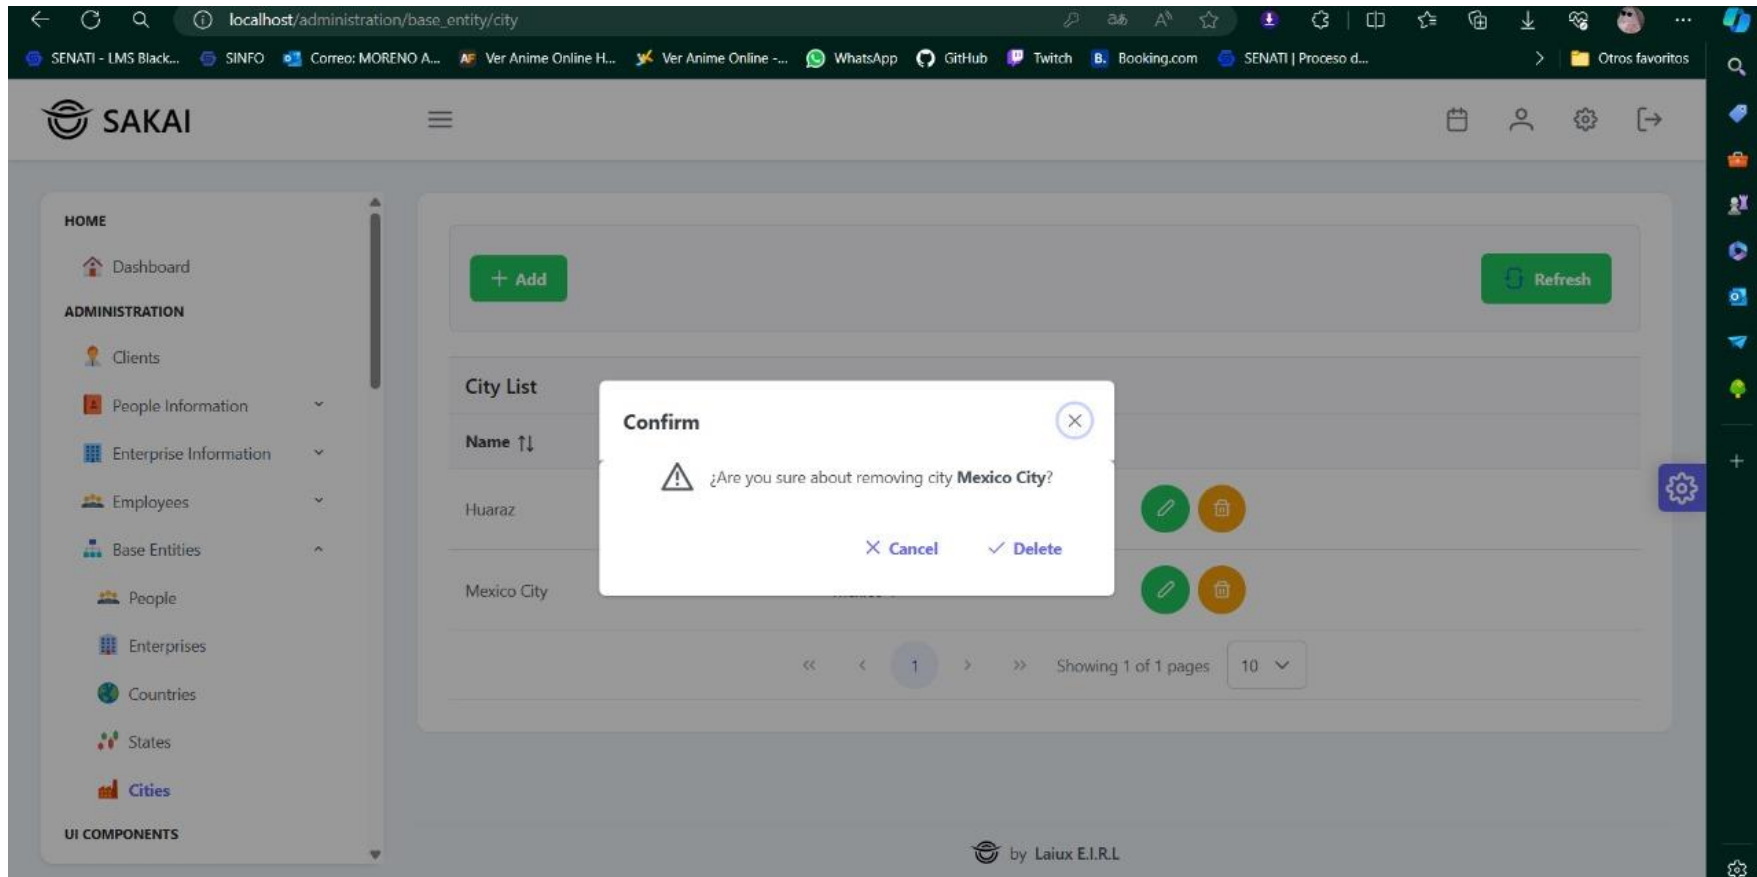 localhost/administration/base_entity/city
SENATI - LMS Black... SINFO Correo: MORENO A... AF Ver Anime Online H... Ver Anime Online -... WhatsApp GitHub Twitch B. Booking.com SENATI | Proceso d... Otros favoritos
SAKAI
HOME
Dashboard
ADMINISTRATION
Clients
People Information
Enterprise Information
Employees
Base Entities
People
Enterprises
Countries
States
Cities
UI COMPONENTS
+ Add
Refresh
City List
Name
Huaraz
Mexico City
Confirm
¿Are you sure about removing city Mexico City?
Cancel Delete
« < 1 > » Showing 1 of 1 pages 10
by Laiux E.I.R.L